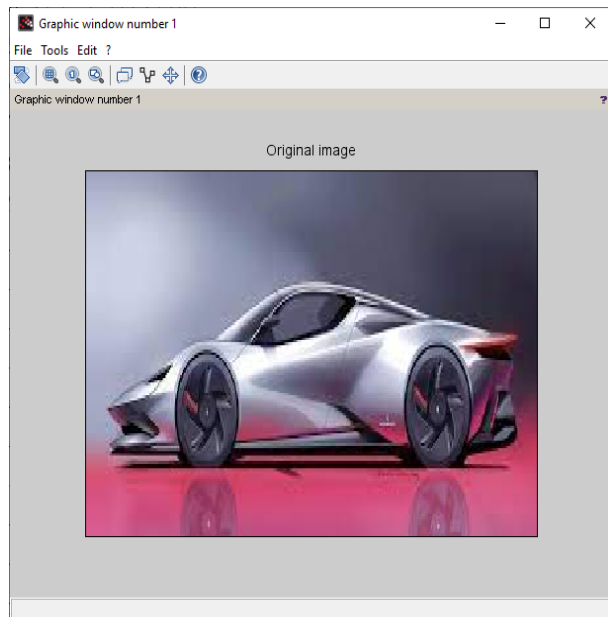 Graphic window number 1
File Tools Edit ?
Graphic window number 1 ?
Original image